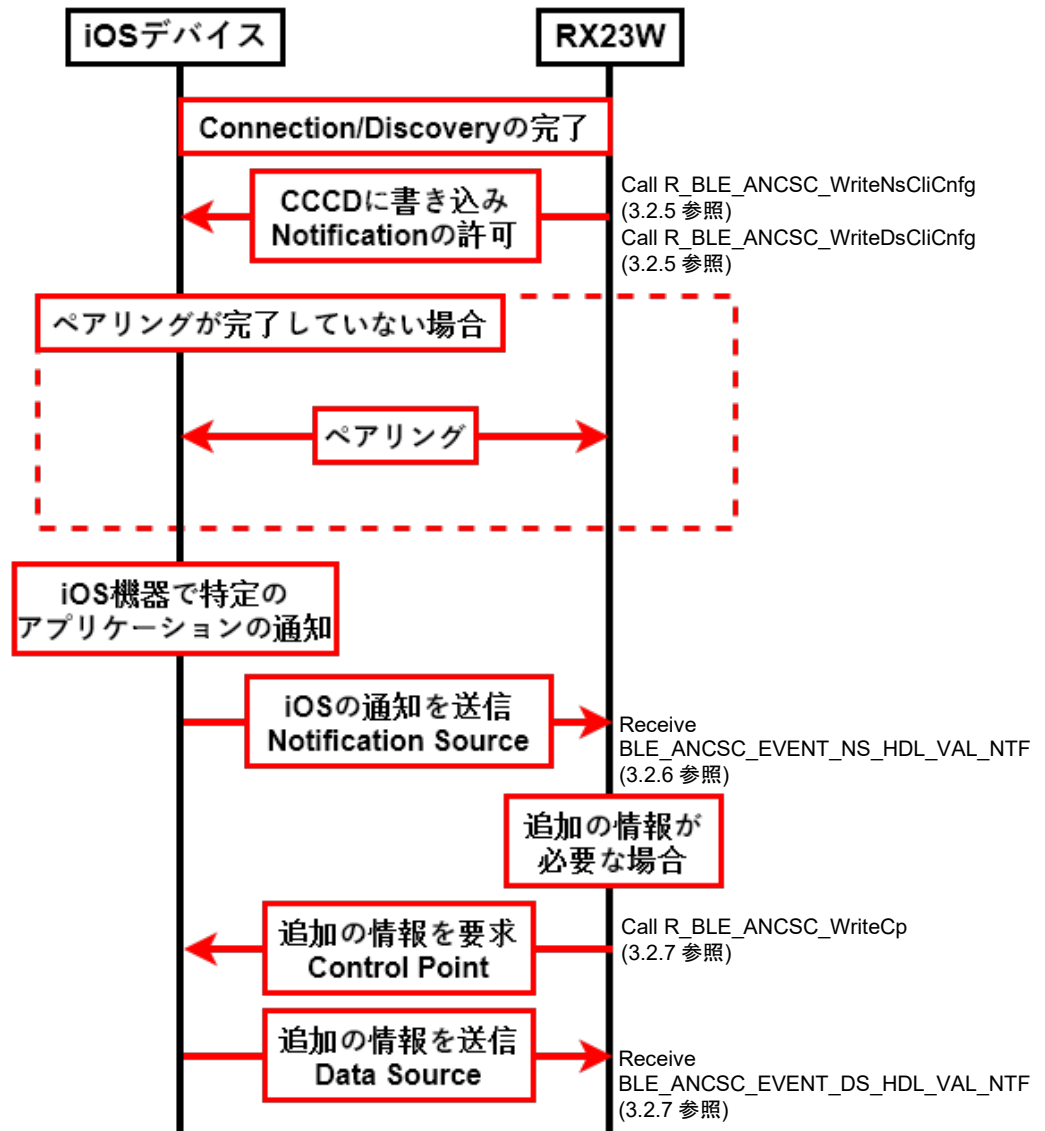 iOSデバイス
RX23W
Connection/Discoveryの完了
CCCDに書き込み
Notificationの許可
Call R_BLE_ANCSC_WriteNsCliCnfg
(3.2.5 参照)
Call R_BLE_ANCSC_WriteDsCliCnfg
(3.2.5 参照)
ペアリングが完了していない場合
ペアリング
iOS機器で特定の
アプリケーションの通知
iOSの通知を送信
Notification Source
Receive
BLE_ANCSC_EVENT_NS_HDL_VAL_NTF
(3.2.6 参照)
追加の情報が
必要な場合
追加の情報を要求
Control Point
Call R_BLE_ANCSC_WriteCp
(3.2.7 参照)
追加の情報を送信
Data Source
Receive
BLE_ANCSC_EVENT_DS_HDL_VAL_NTF
(3.2.7 参照)